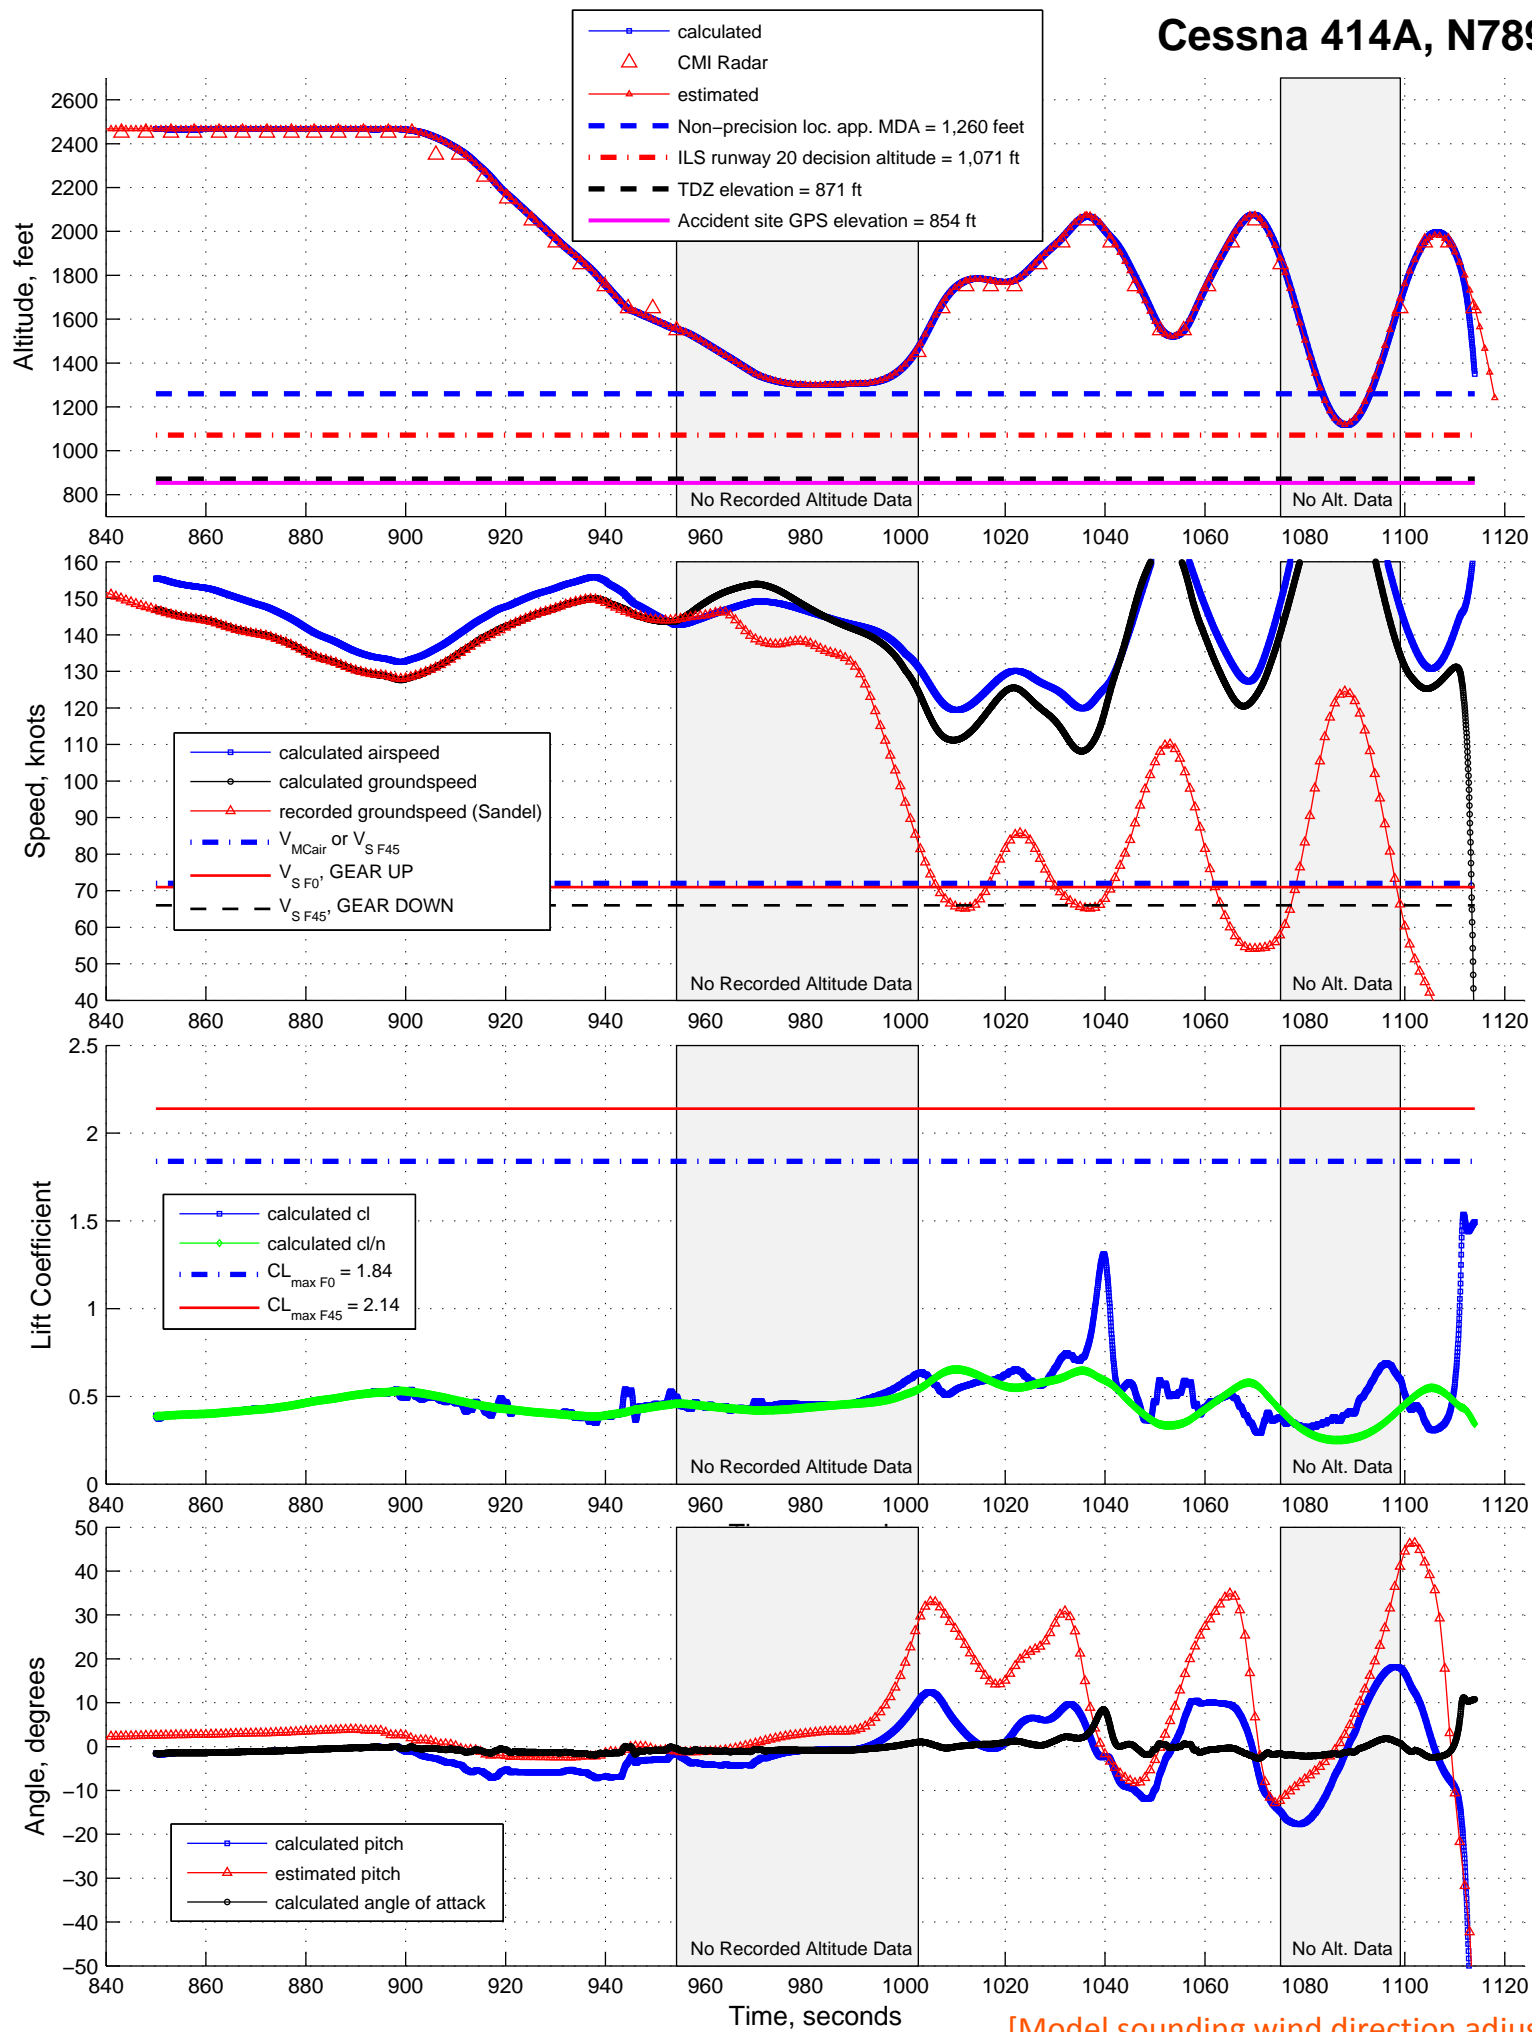 Cessna 414A, N789
calculated
CMI Radar
estimated
Non−precision loc. app. MDA = 1,260 feet
ILS runway 20 decision altitude = 1,071 ft
TDZ elevation = 871 ft
Accident site GPS elevation = 854 ft
Altitude, feet
2600
2400
2200
2000
1800
1600
1400
1200
1000
800
No Recorded Altitude Data
No Alt. Data
840 860 880 900 920 940 960 980 1000 1020 1040 1060 1080 1100 1120
Speed, knots
160
150
140
130
120
110
100
90
80
70
60
50
40
calculated airspeed
calculated groundspeed
recorded groundspeed (Sandel)
VMCair or VS F45
VS F0, GEAR UP
VS F45, GEAR DOWN
No Recorded Altitude Data
No Alt. Data
840 860 880 900 920 940 960 980 1000 1020 1040 1060 1080 1100 1120
Lift Coefficient
2.5
2
1.5
1
0.5
0
calculated cl
calculated cl/n
CLmax F0 = 1.84
CLmax F45 = 2.14
No Recorded Altitude Data
No Alt. Data
840 860 880 900 920 940 960 980 1000 1020 1040 1060 1080 1100 1120
Angle, degrees
50
40
30
20
10
0
−10
−20
−30
−40
−50
calculated pitch
estimated pitch
calculated angle of attack
No Recorded Altitude Data
No Alt. Data
840 860 880 900 920 940 960 980 1000 1020 1040 1060 1080 1100 1120
Time, seconds
[Model sounding wind direction adjus